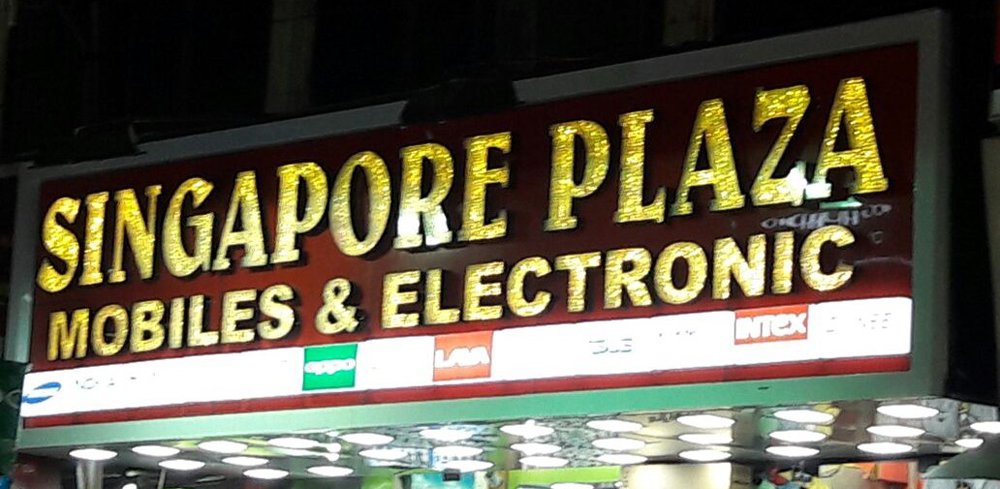 SINGAPORE PLAZA
MOBILES & ELECTRONIC
oppo LAVA INTEX